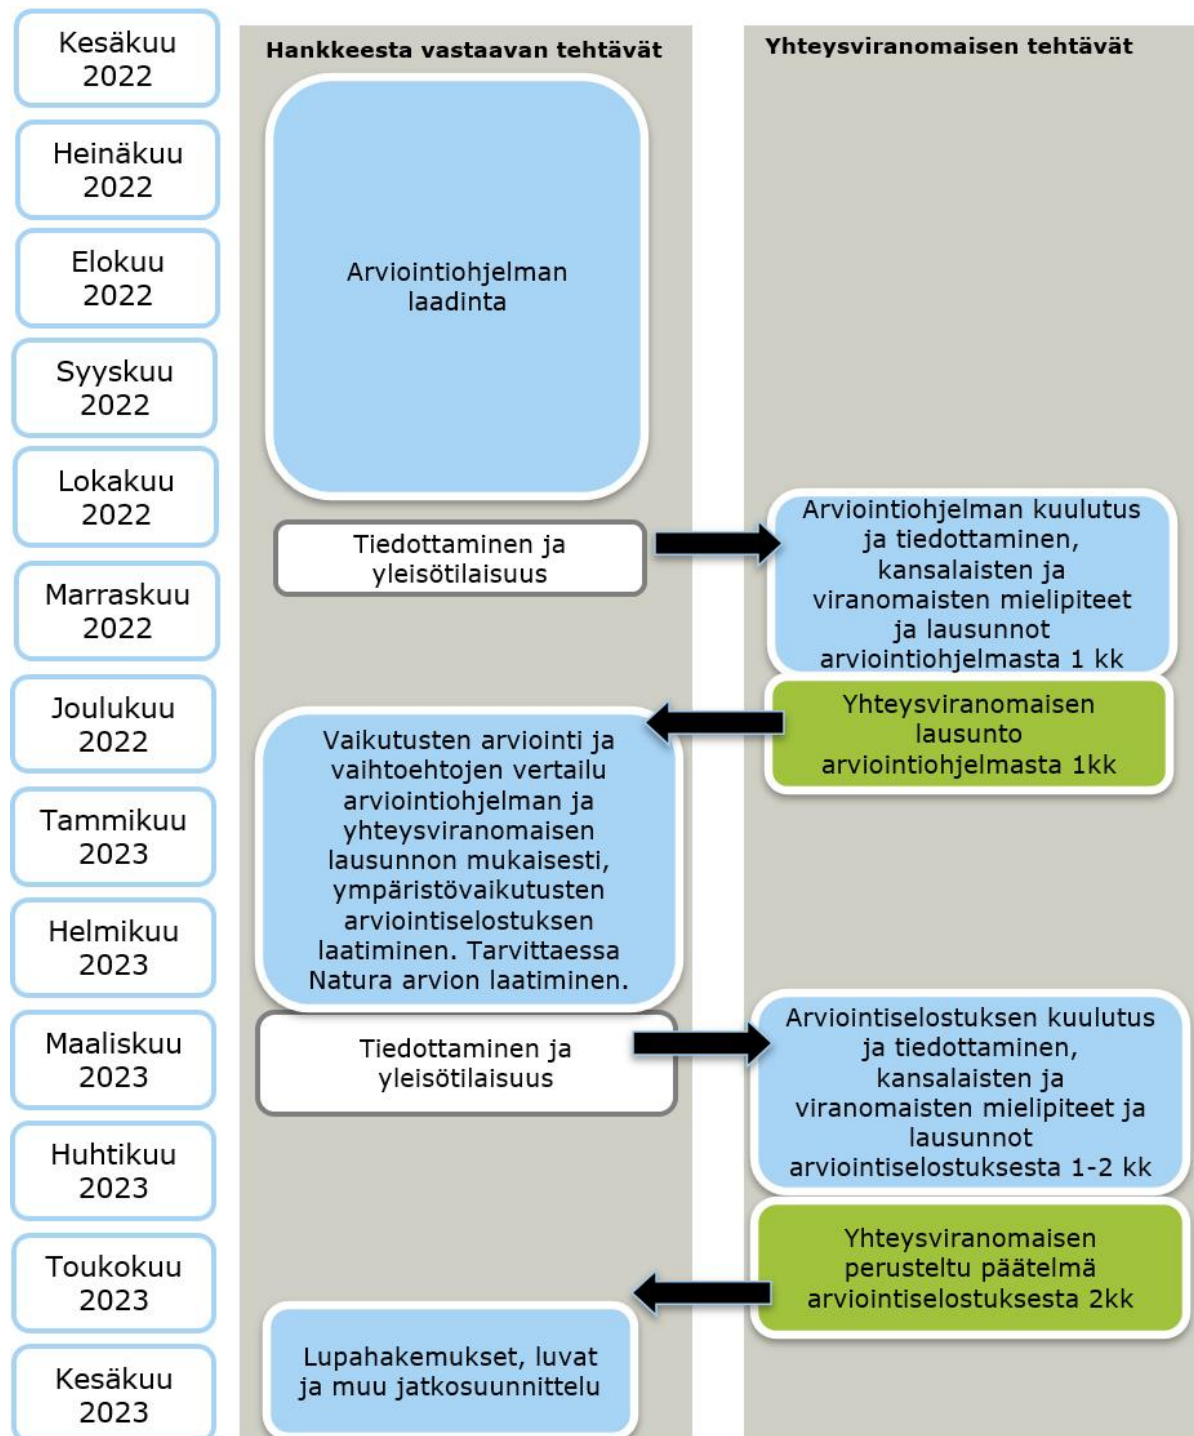 Kesäkuu
2022
Heinäkuu
2022
Elokuu
2022
Syyskuu
2022
Lokakuu
2022
Marraskuu
2022
Joulukuu
2022
Tammikuu
2023
Helmikuu
2023
Maaliskuu
2023
Huhtikuu
2023
Toukokuu
2023
Kesäkuu
2023
Hankkeesta vastaavan tehtävät
Arviointiohjelman
laadinta
Tiedottaminen ja
yleisötilaisuus
Vaikutusten arviointi ja
vaihtoehtojen vertailu
arviointiohjelman ja
yhteysviranomaisen
lausunnon mukaisesti,
ympäristövaikutusten
arviointiselostuksen
laatiminen. Tarvittaessa
Natura arvion laatiminen.
Tiedottaminen ja
yleisötilaisuus
Lupahakemukset, luvat
ja muu jatkosuunnittelu
Yhteysviranomaisen tehtävät
Arviointiohjelman kuulutus
ja tiedottaminen,
kansalaisten ja
viranomaisten mielipiteet
ja lausunnot
arviointiohjelmasta 1 kk
Yhteysviranomaisen
lausunto
arviointiohjelmasta 1kk
Arviointiselostuksen kuulutus
ja tiedottaminen,
kansalaisten ja
viranomaisten mielipiteet ja
lausunnot
arviointiselostuksesta 1-2 kk
Yhteysviranomaisen
perusteltu päätelmä
arviointiselostuksesta 2kk